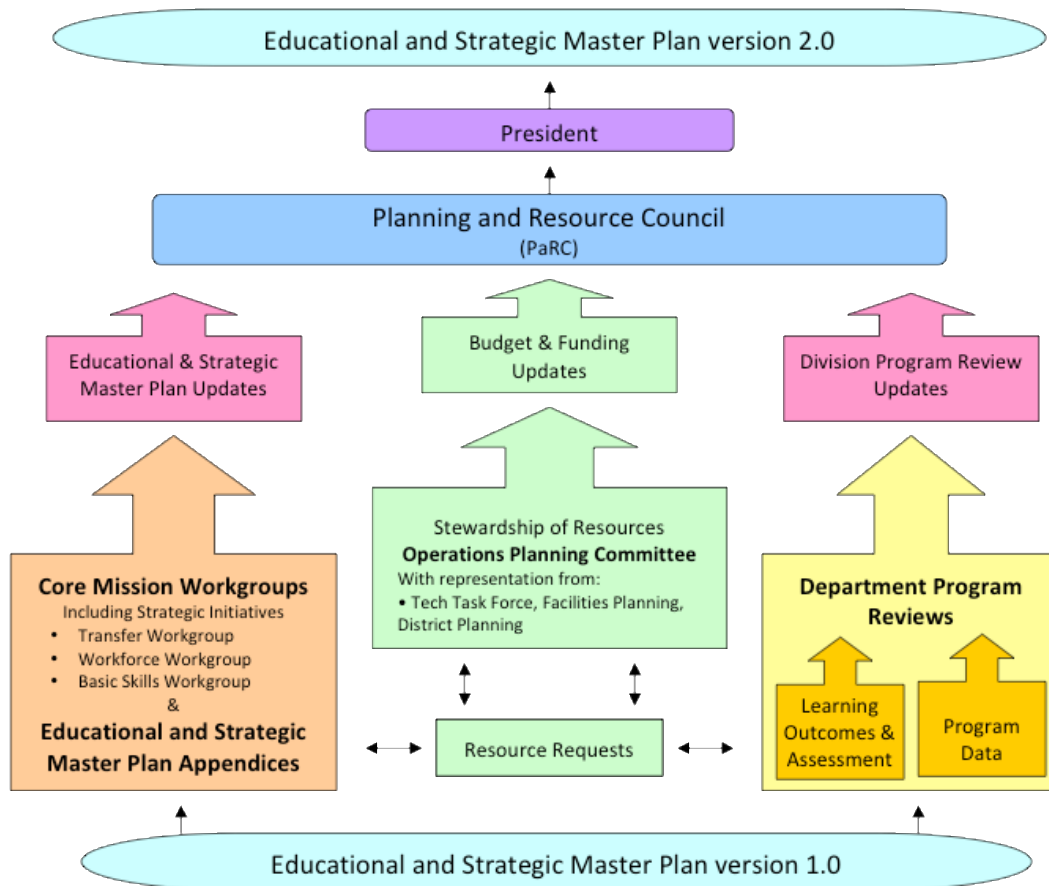 Educational and Strategic Master Plan version 2.0
President
Planning and Resource Council
(PaRC)
Educational & Strategic
Master Plan Updates
Budget & Funding
Updates
Division Program Review
Updates
Core Mission Workgroups
Including Strategic Initiatives
• Transfer Workgroup
• Workforce Workgroup
• Basic Skills Workgroup
&
Educational and Strategic
Master Plan Appendices
Stewardship of Resources
Operations Planning Committee
With representation from:
• Tech Task Force, Facilities Planning,
District Planning
Resource Requests
Department Program
Reviews
Learning
Outcomes &
Assessment
Program
Data
Educational and Strategic Master Plan version 1.0